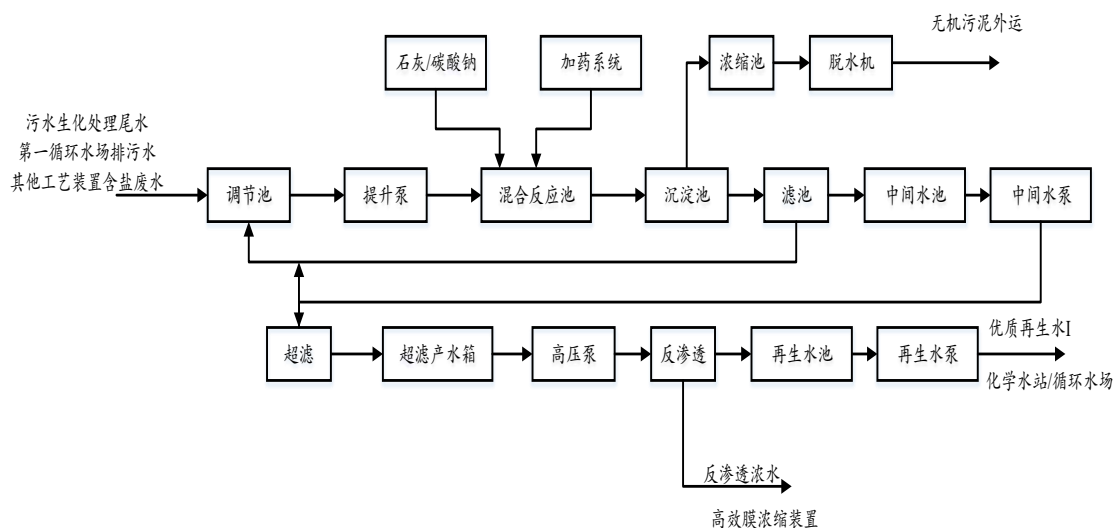 无机污泥外运
石灰/碳酸钠
加药系统
浓缩池
脱水机
污水生化处理尾水
第一循环水场排污水
其他工艺装置含盐废水
调节池
提升泵
混合反应池
沉淀池
滤池
中间水池
中间水泵
超滤
超滤产水箱
高压泵
反渗透
再生水池
再生水泵
优质再生水I
化学水站/循环水场
反渗透浓水
高效膜浓缩装置